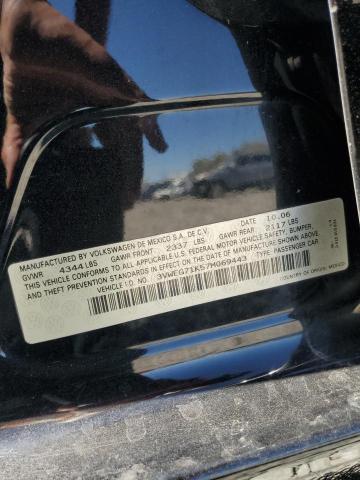 MANUFACTURED BY VOLKSWAGEN DE MEXICO S.A. DE C.V. DATE 10.06
GVWR 4344 LBS GAWR FRONT 2337 LBS GAWR REAR 2117 LBS
THIS VEHICLE CONFORMS TO ALL APPLICABLE U.S. FEDERAL MOTOR VEHICLE SAFETY, BUMPER,
AND THEFT PREVENTION STANDARDS IN EFFECT ON THE DATE OF MANUFACTURE SHOWN ABOVE.
VEHICLE I.D. NO. 3VWEG71K57M069443 TYPE: PASSENGER CAR
COUNTRY OF ORIGIN: MEXICO